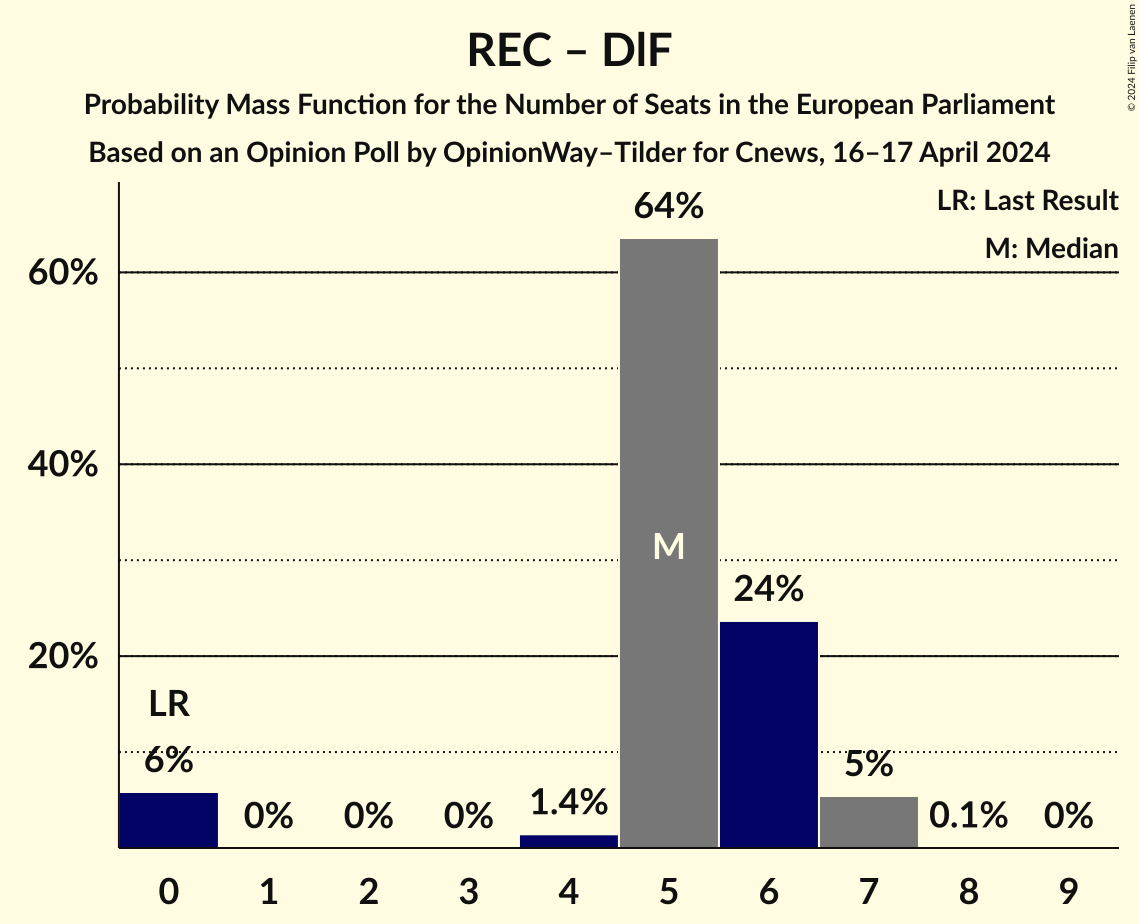 REC – DlF
Probability Mass Function for the Number of Seats in the European Parliament
Based on an Opinion Poll by OpinionWay–Tilder for Cnews, 16–17 April 2024
© 2024 Filip van Laenen
LR: Last Result
M: Median
64%
60%
40%
M
24%
20%
LR
6%
5%
1.4%
0% 0% 0% 0.1% 0%
0 1 2 3 4 5 6 7 8 9